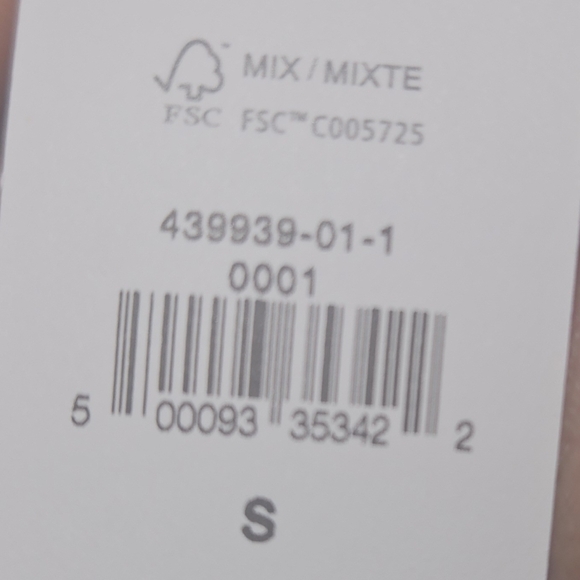 MIX/MIXTE
FSC FSC™ C005725
439939-01-1
0001
5 00093 35342 2
S